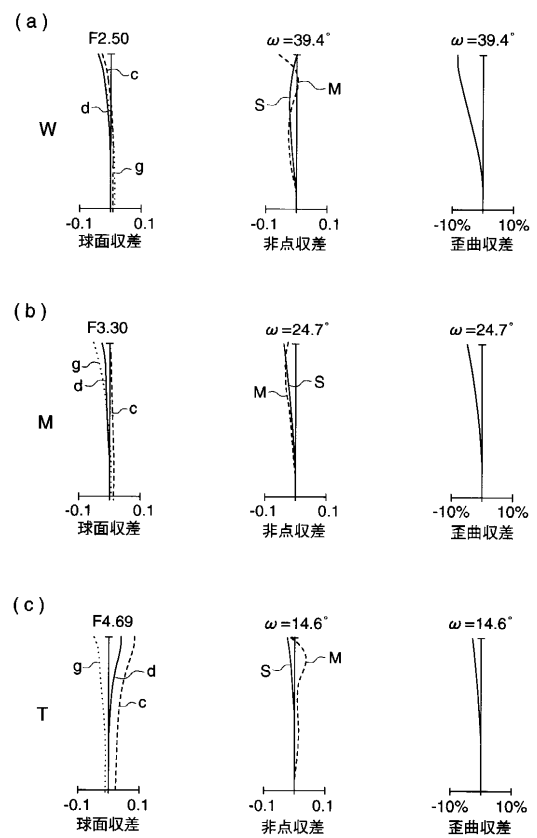 (a)
F2.50
ω=39.4°
ω=39.4°
c
d
g
W
S
M
-0.1
0.1
球面収差
-0.1
0.1
非点収差
-10%
10%
歪曲収差
(b)
F3.30
ω=24.7°
ω=24.7°
g
d
c
M
M
S
-0.1
0.1
球面収差
-0.1
0.1
非点収差
-10%
10%
歪曲収差
(c)
F4.69
ω=14.6°
ω=14.6°
g
d
c
T
S
M
-0.1
0.1
球面収差
-0.1
0.1
非点収差
-10%
10%
歪曲収差